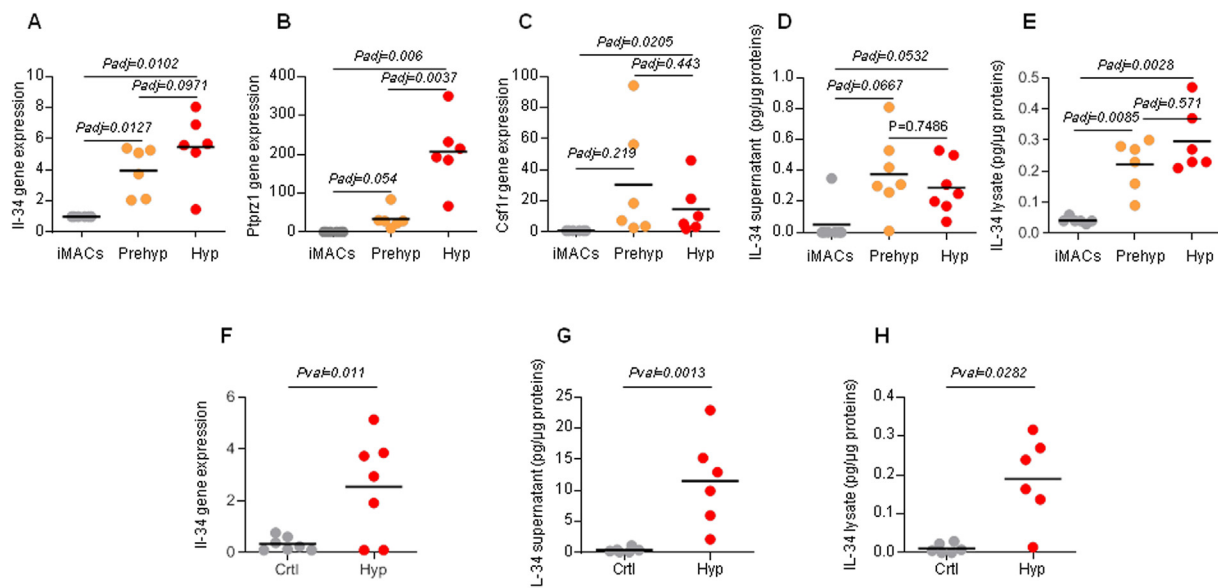 A
B
C
D
E
Padj=0.0102
Padj=0.0971
Padj=0.0127
Il-34 gene expression
10
8
6
4
2
0
iMACs Prehyp Hyp
Padj=0.006
Padj=0.0037
Padj=0.054
Ptprz1 gene expression
400
300
200
100
0
iMACs Prehyp Hyp
Padj=0.0205
Padj=0.443
Padj=0.219
Csf1r gene expression
100
80
60
40
20
0
iMACs Prehyp Hyp
Padj=0.0532
Padj=0.0667
P=0.7486
IL-34 supernatant (pg/µg proteins)
1.0
0.8
0.6
0.4
0.2
0.0
iMACs Prehyp Hyp
Padj=0.0028
Padj=0.571
Padj=0.0085
IL-34 lysate (pg/µg proteins)
0.5
0.4
0.3
0.2
0.1
0.0
iMACs Prehyp Hyp
F
Pval=0.011
Il-34 gene expression
6
4
2
0
Crtl Hyp
G
Pval=0.0013
L-34 supernatant (pg/µg proteins)
25
20
15
10
5
0
Crtl Hyp
H
Pval=0.0282
IL-34 lysate (pg/µg proteins)
0.4
0.3
0.2
0.1
0.0
Crtl Hyp